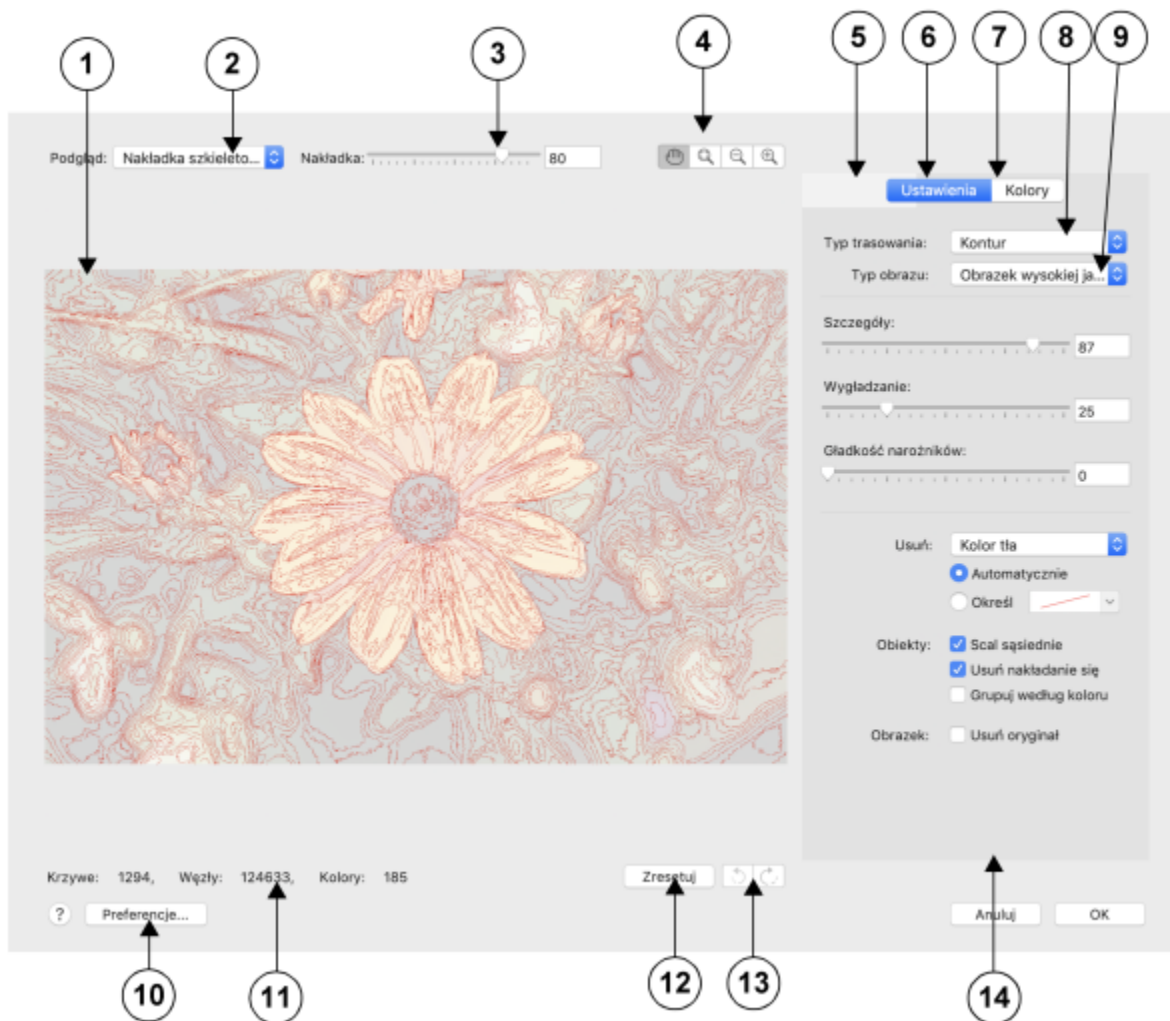 1 2 3 4 5 6 7 8 9
Podgląd: Nakładka szkieleto... Nakładka: 80
Ustawienia Kolory
Typ trasowania: Kontur
Typ obrazu: Obrazek wysokiej ja...
Szczegóły:
87
Wygładzanie:
25
Gładkość narożników:
0
Usuń: Kolor tła
Automatycznie
Określ
Obiekty: Scal sąsiednie
Usuń nakładanie się
Grupuj według koloru
Obrazek: Usuń oryginał
Krzywe: 1294, Węzły: 124633, Kolory: 185
Zresetuj
? Preferencje... Anuluj OK
10 11 12 13 14